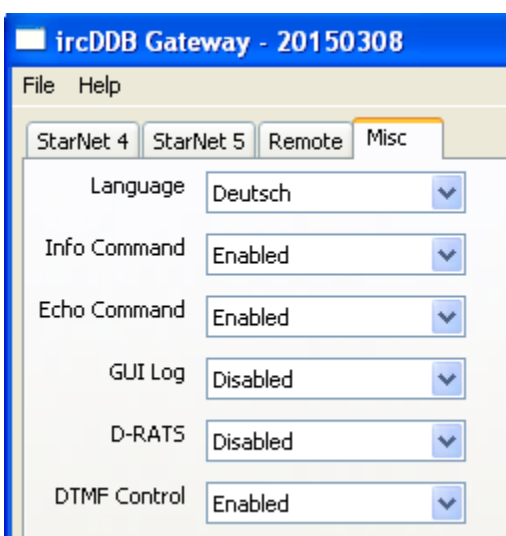 ircDDB Gateway - 20150308
File Help
StarNet 4 StarNet 5 Remote Misc
Language Deutsch
Info Command Enabled
Echo Command Enabled
GUI Log Disabled
D-RATS Disabled
DTMF Control Enabled